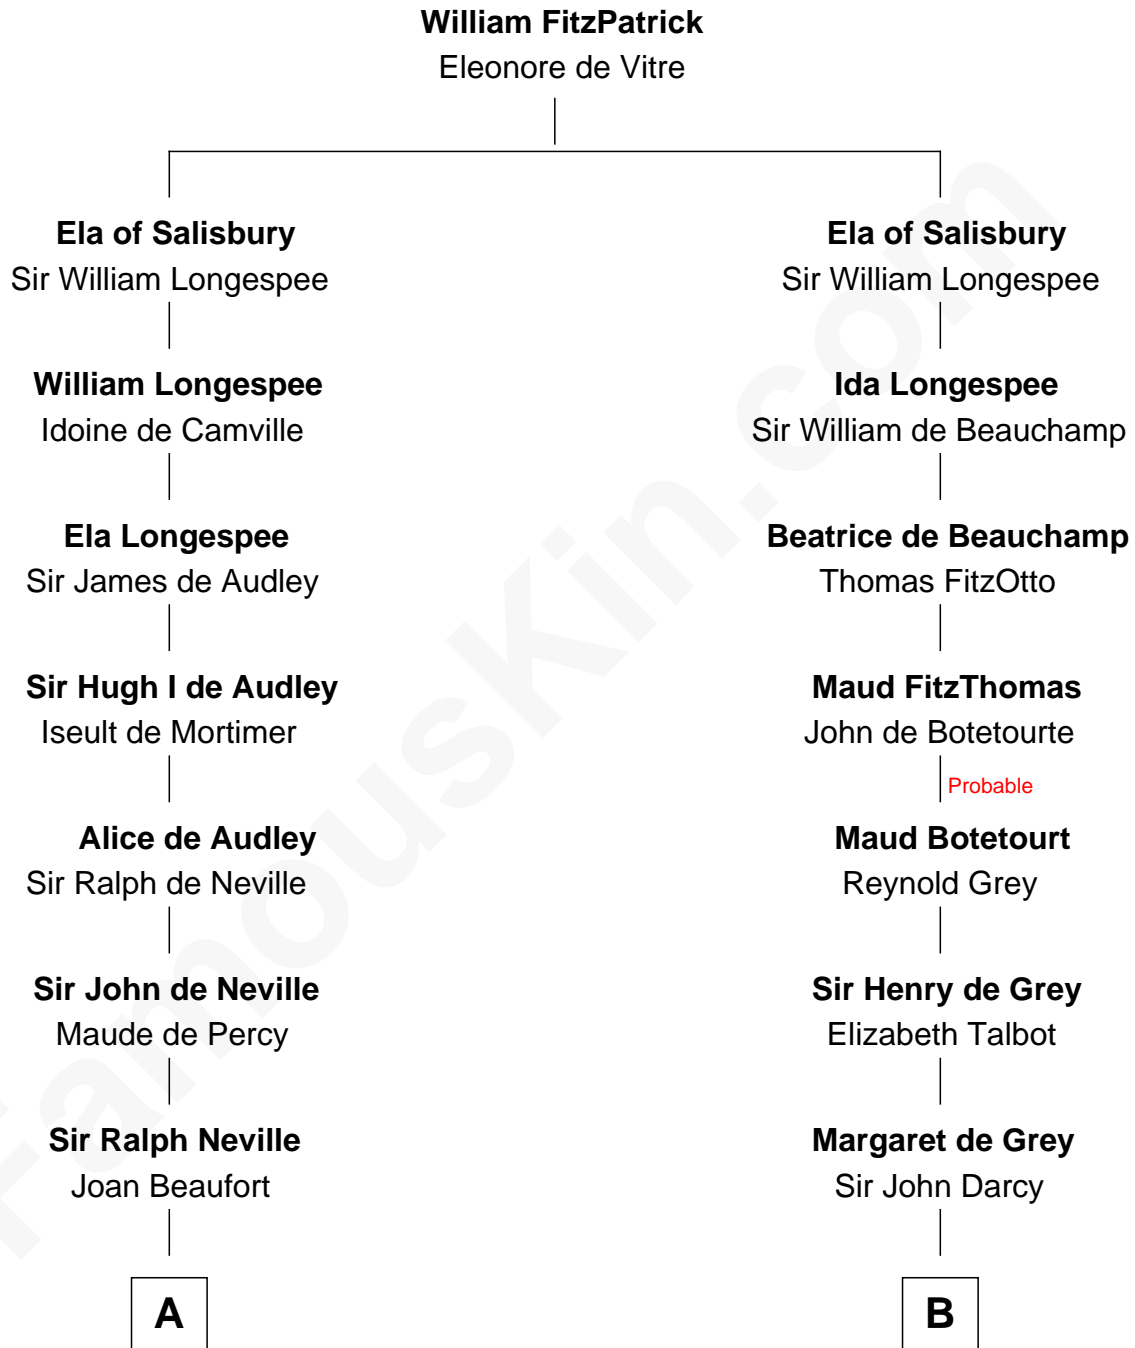 William FitzPatrick
Eleonore de Vitre
Ela of Salisbury
Sir William Longespee
William Longespee
Idoine de Camville
Ela Longespee
Sir James de Audley
Sir Hugh I de Audley
Iseult de Mortimer
Alice de Audley
Sir Ralph de Neville
Sir John de Neville
Maude de Percy
Sir Ralph Neville
Joan Beaufort
A
Ela of Salisbury
Sir William Longespee
Ida Longespee
Sir William de Beauchamp
Beatrice de Beauchamp
Thomas FitzOtto
Maud FitzThomas
John de Botetourte
Probable
Maud Botetourt
Reynold Grey
Sir Henry de Grey
Elizabeth Talbot
Margaret de Grey
Sir John Darcy
B
FamousKin.com